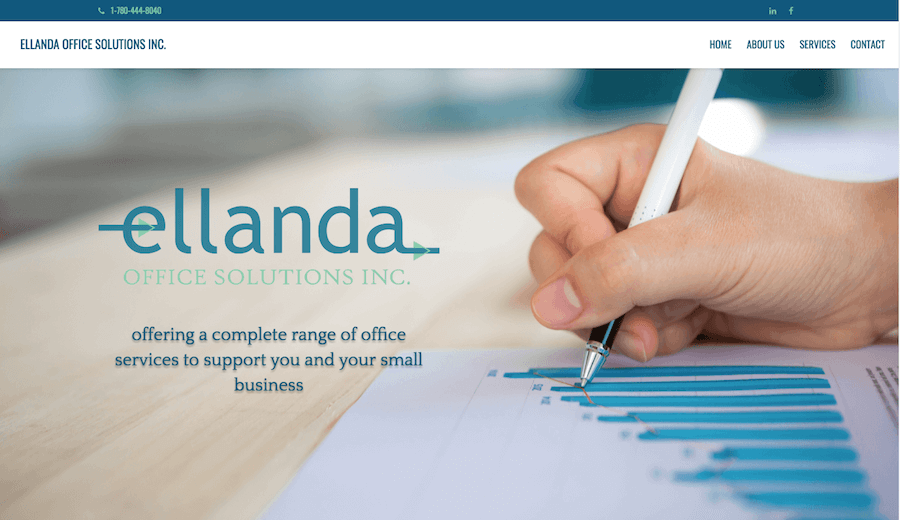 1-780-444-8040
ELLANDA OFFICE SOLUTIONS INC.
HOME ABOUT US SERVICES CONTACT
ellanda
OFFICE SOLUTIONS INC.
offering a complete range of office
services to support you and your small
business